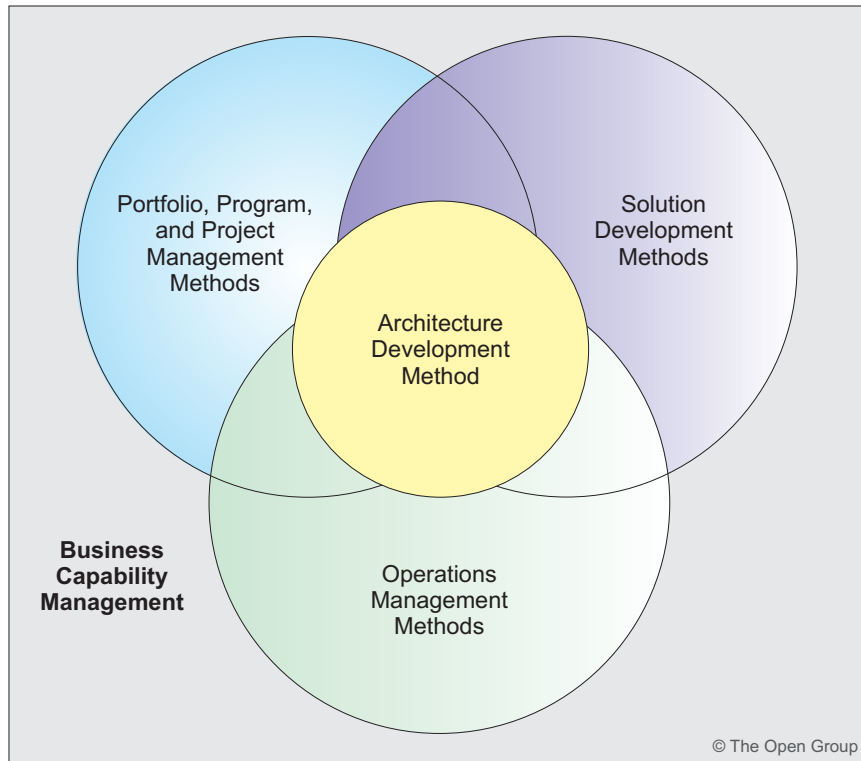 Portfolio, Program,
and Project
Management
Methods
Solution
Development
Methods
Architecture
Development
Method
Business
Capability
Management
Operations
Management
Methods
© The Open Group